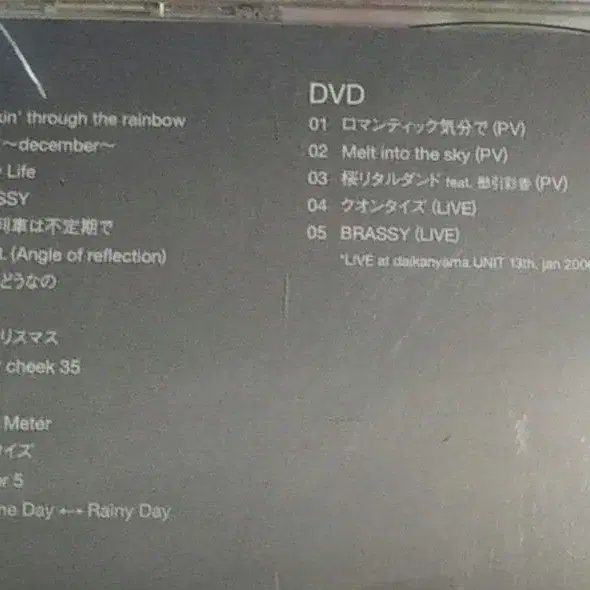 kin' through the rainbow
～december～
Life
SSY
列車は不定期で
. (Angle of reflection)
どうなの
リスマス
cheek 35
Meter
イズ
5
Day ←→ Rainy Day
DVD
01 ロマンティック気分で (PV)
02 Melt into the sky (PV)
03 桜リタルダンド feat. 櫛引彩香 (PV)
04 クオンタイズ (LIVE)
05 BRASSY (LIVE)
*LIVE at daikanyama UNIT 13th, jan 200